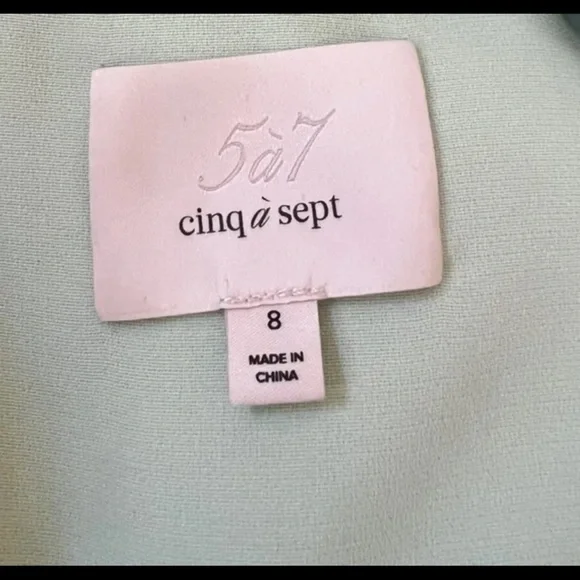 5à7
cinq à sept
8
MADE IN
CHINA